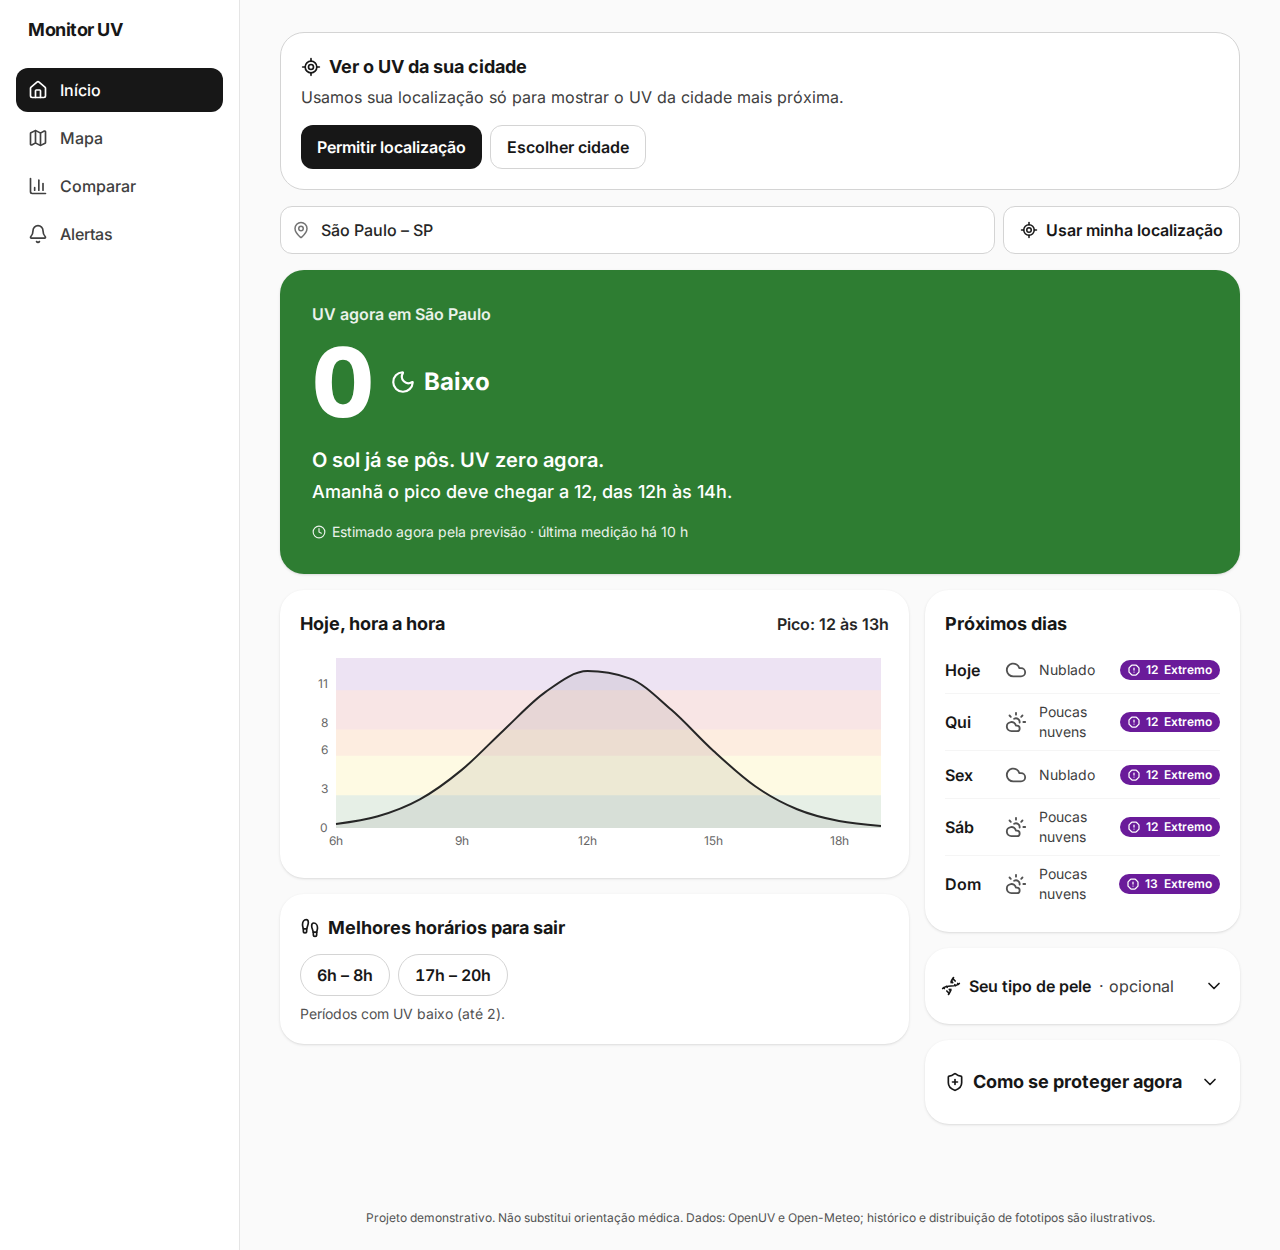 Monitor UV
Início
Mapa
Comparar
Alertas
Ver o UV da sua cidade
Usamos sua localização só para mostrar o UV da cidade mais próxima.
Permitir localização
Escolher cidade
São Paulo – SP
Usar minha localização
UV agora em São Paulo
0
Baixo
O sol já se pôs. UV zero agora.
Amanhã o pico deve chegar a 12, das 12h às 14h.
Estimado agora pela previsão · última medição há 10 h
Hoje, hora a hora
Pico: 12 às 13h
11
8
6
3
0
6h
9h
12h
15h
18h
Melhores horários para sair
6h – 8h
17h – 20h
Períodos com UV baixo (até 2).
Próximos dias
Hoje Nublado 12 Extremo
Qui Poucas nuvens 12 Extremo
Sex Nublado 12 Extremo
Sáb Poucas nuvens 12 Extremo
Dom Poucas nuvens 13 Extremo
Seu tipo de pele · opcional
Como se proteger agora
Projeto demonstrativo. Não substitui orientação médica. Dados: OpenUV e Open-Meteo; histórico e distribuição de fototipos são ilustrativos.